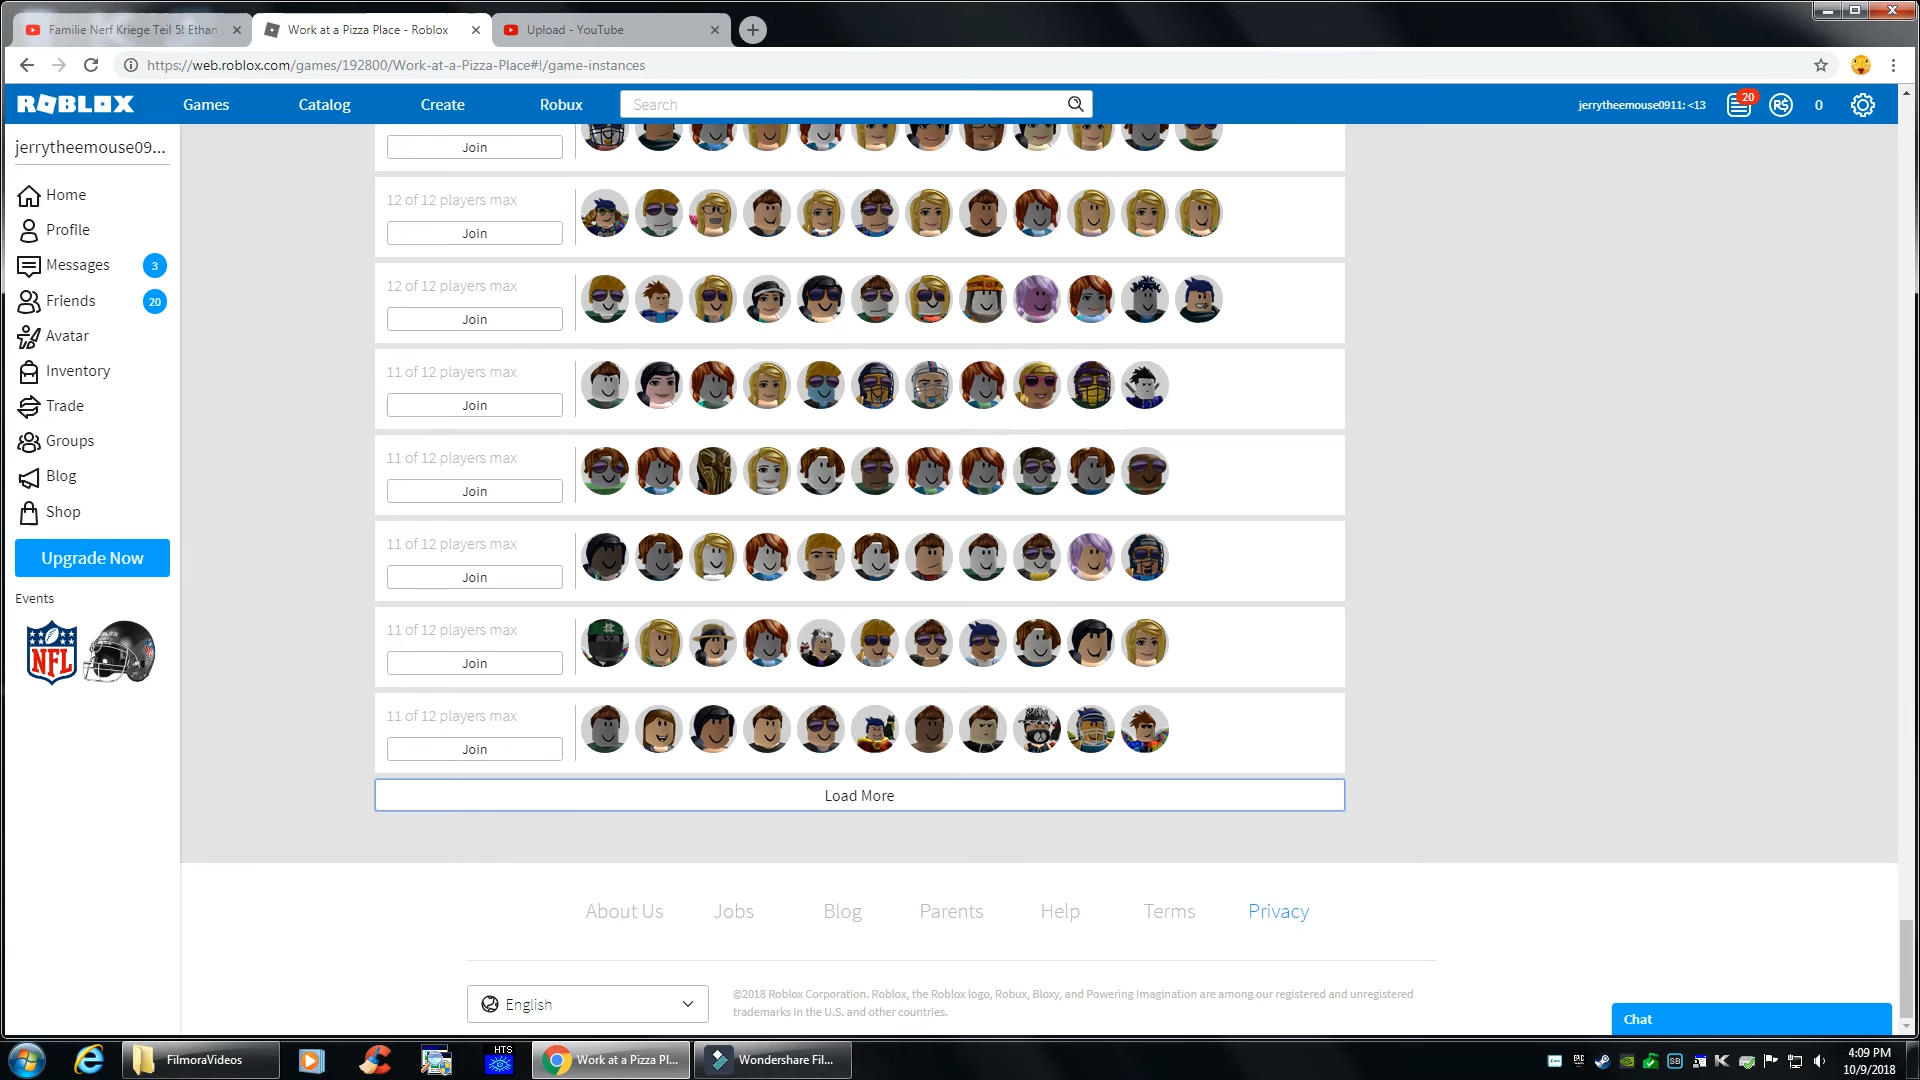 Familie Nerf Kriege Teil 5! Ethan
Work at a Pizza Place - Roblox
Upload - YouTube
https://web.roblox.com/games/192800/Work-at-a-Pizza-Place#!/game-instances
ROBLOX
Games
Catalog
Create
Robux
Search
jerrytheemouse0911: <13
20
R$
0
jerrytheemouse09...
Home
Profile
Messages
3
Friends
20
Avatar
Inventory
Trade
Groups
Blog
Shop
Upgrade Now
Events
NFL
Join
12 of 12 players max
Join
12 of 12 players max
Join
11 of 12 players max
Join
11 of 12 players max
Join
11 of 12 players max
Join
11 of 12 players max
Join
11 of 12 players max
Join
Load More
About Us
Jobs
Blog
Parents
Help
Terms
Privacy
English
©2018 Roblox Corporation. Roblox, the Roblox logo, Robux, Bloxy, and Powering Imagination are among our registered and unregistered
trademarks in the U.S. and other countries.
Chat
FilmoraVideos
HTS
Work at a Pizza Pl...
Wondershare Fil...
4:09 PM
10/9/2018